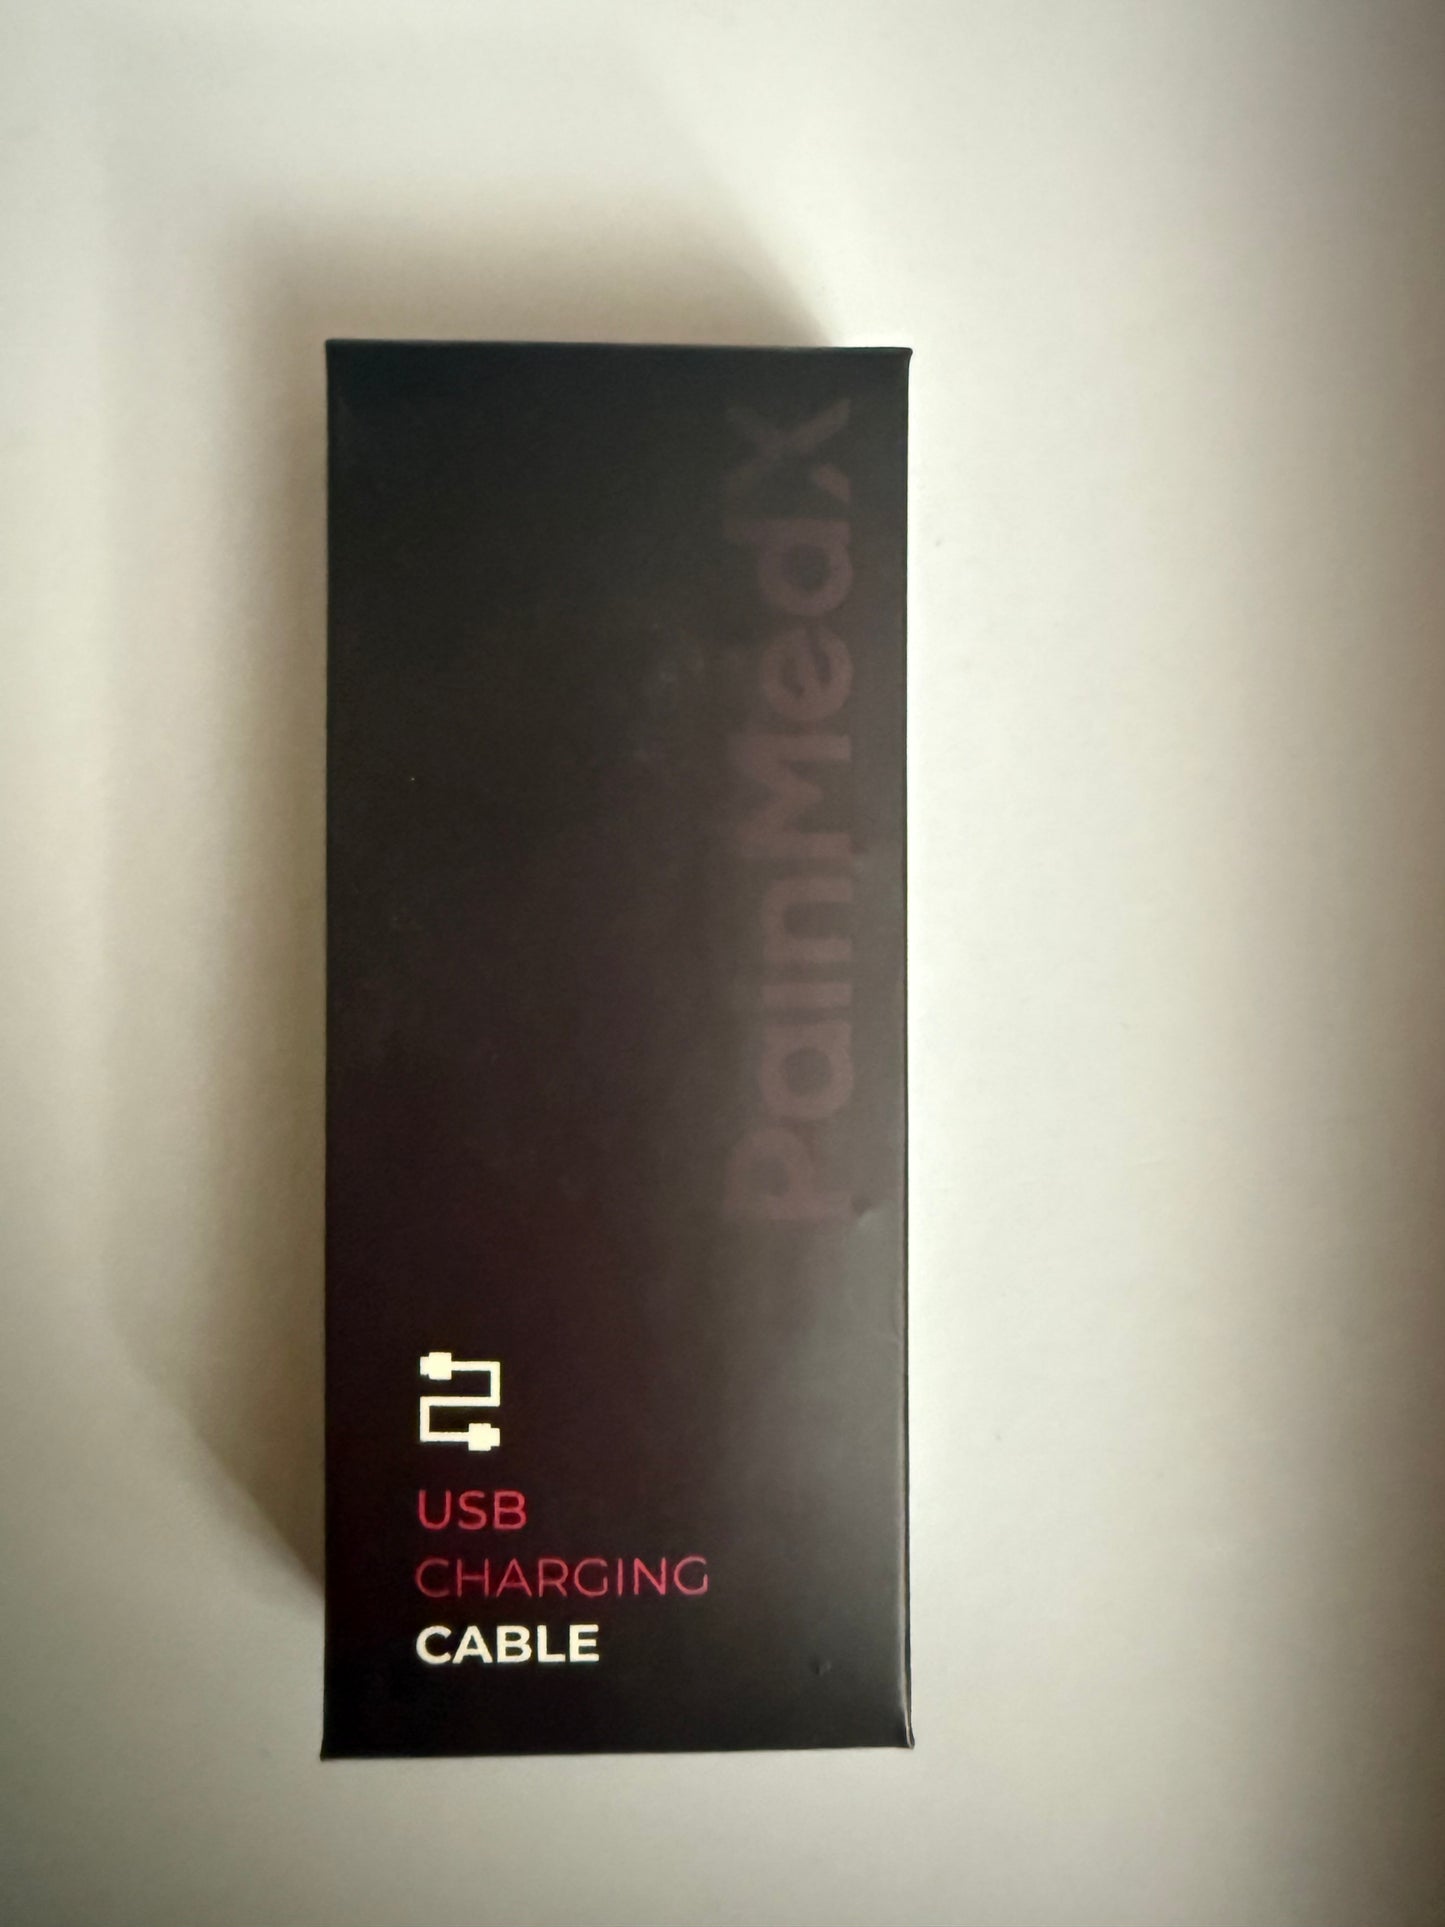 PainMedX
USB
CHARGING
CABLE